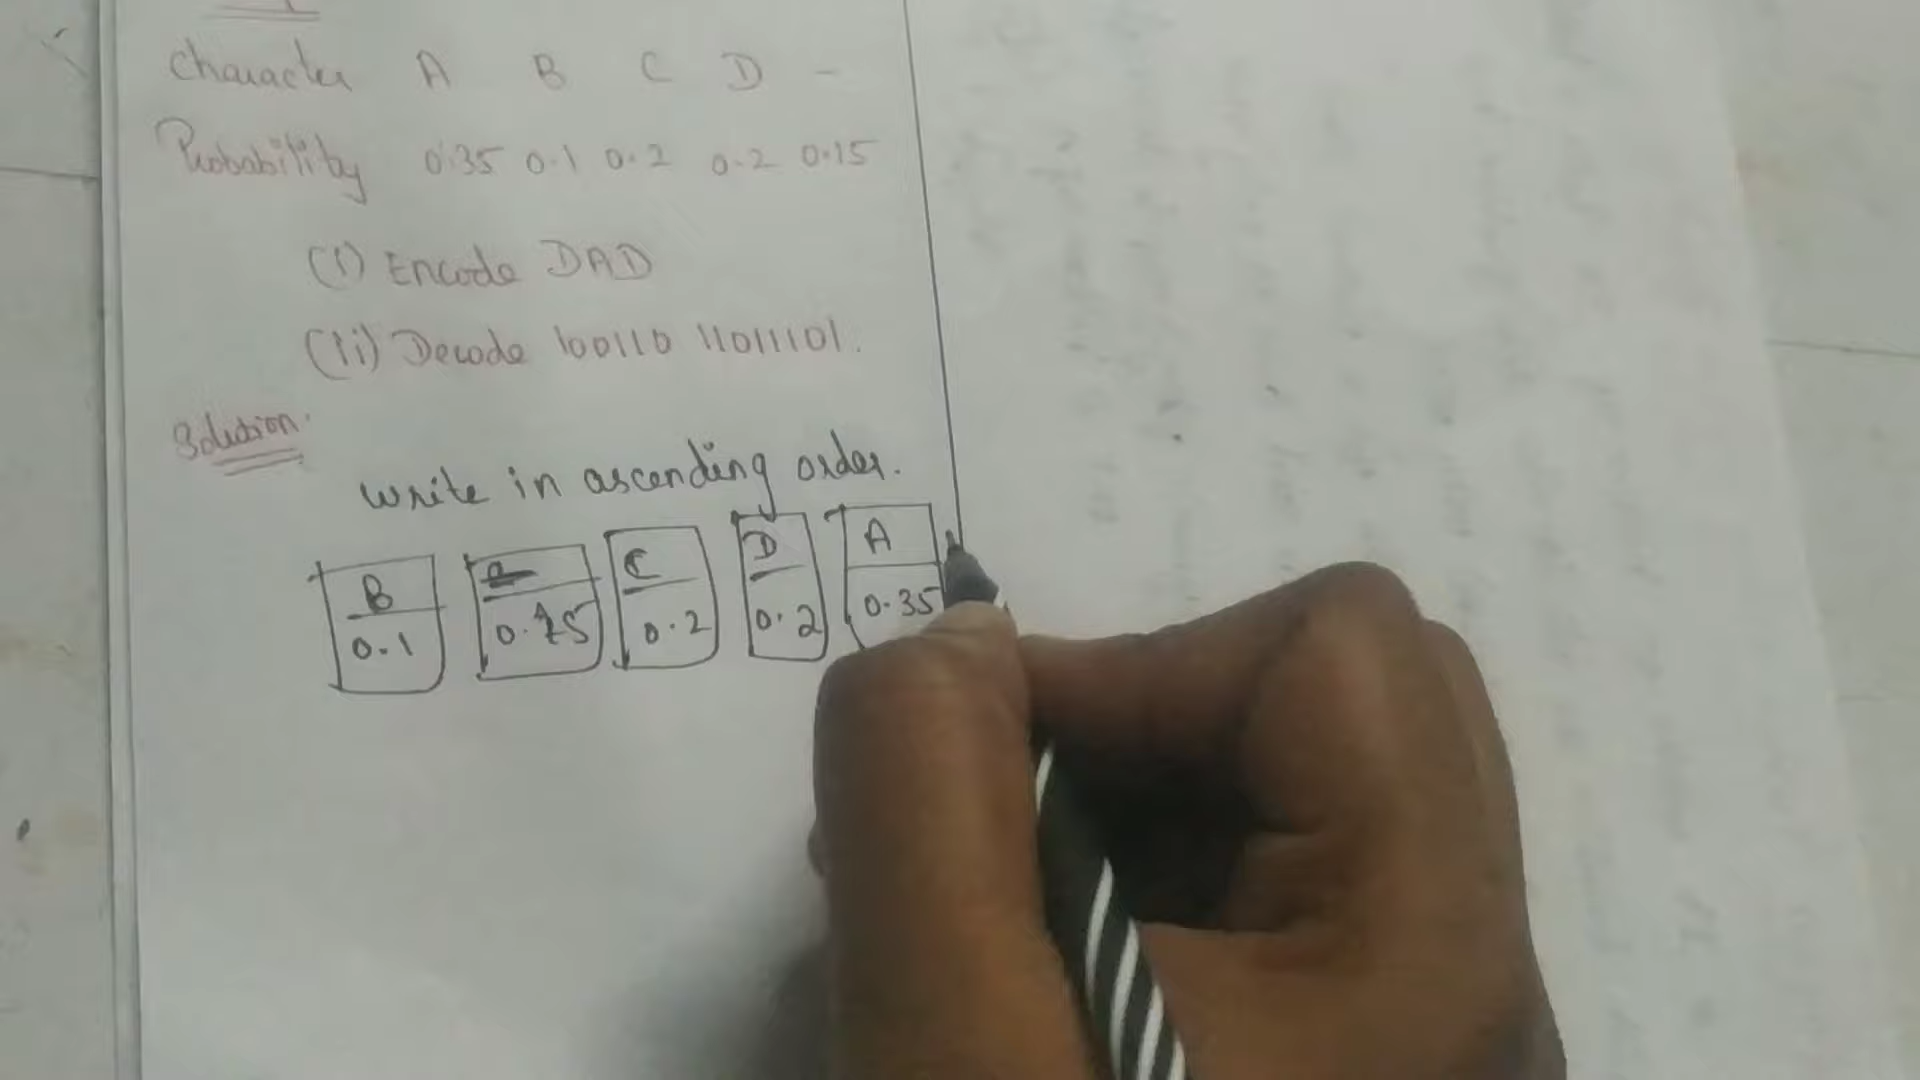 Character A B C D -
Probability 0.35 0.1 0.2 0.2 0.15
(i) Encode DAD
(ii) Decode 100110 11011101.
Solution.
Write in ascending order.
B C D A
0.1 0.15 0.2 0.2 0.35